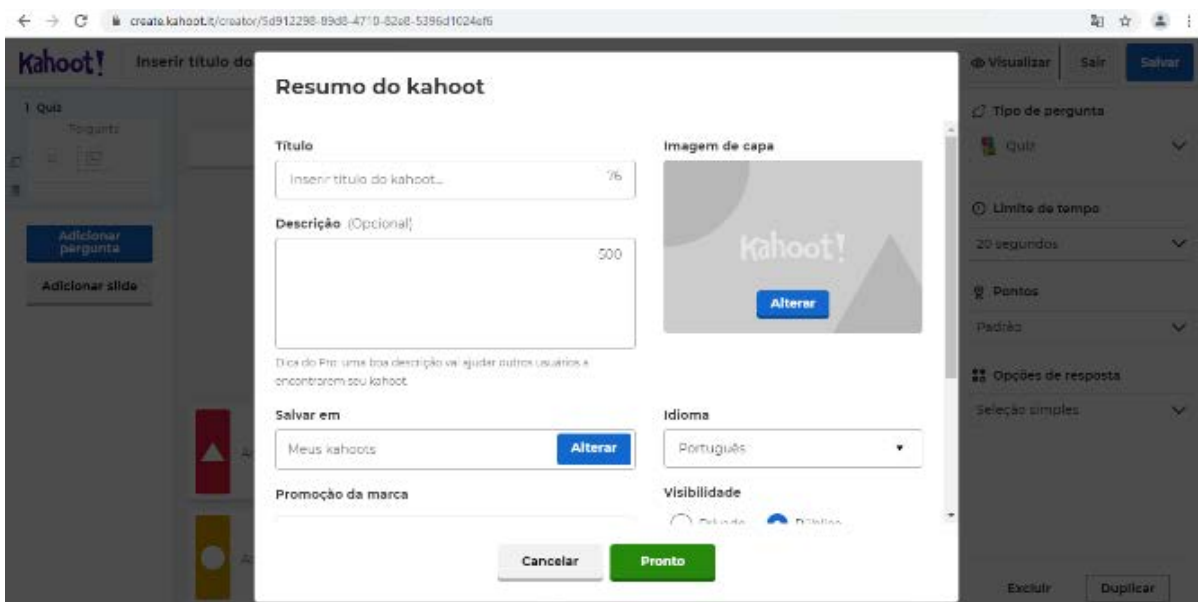 create.kahoot.it/creator/5d912298-89d8-4710-82e8-5396d1024ef6
Kahoot! Inserir título do
Visualizar Sair Salvar
Resumo do kahoot
1 Quiz
Pergunta
Adicionar pergunta
Adicionar slide
Título
Inserir título do kahoot... 76
Descrição (Opcional)
500
Dica do Pro: uma boa descrição vai ajudar outros usuários a
encontrarem seu kahoot.
Salvar em
Meus kahoots Alterar
Promoção da marca
Imagem de capa
Kahoot!
Alterar
Idioma
Português
Visibilidade
Privado Público
Cancelar Pronto
Tipo de pergunta
Quiz
Limite de tempo
20 segundos
Pontos
Padrão
Opções de resposta
Seleção simples
Excluir Duplicar